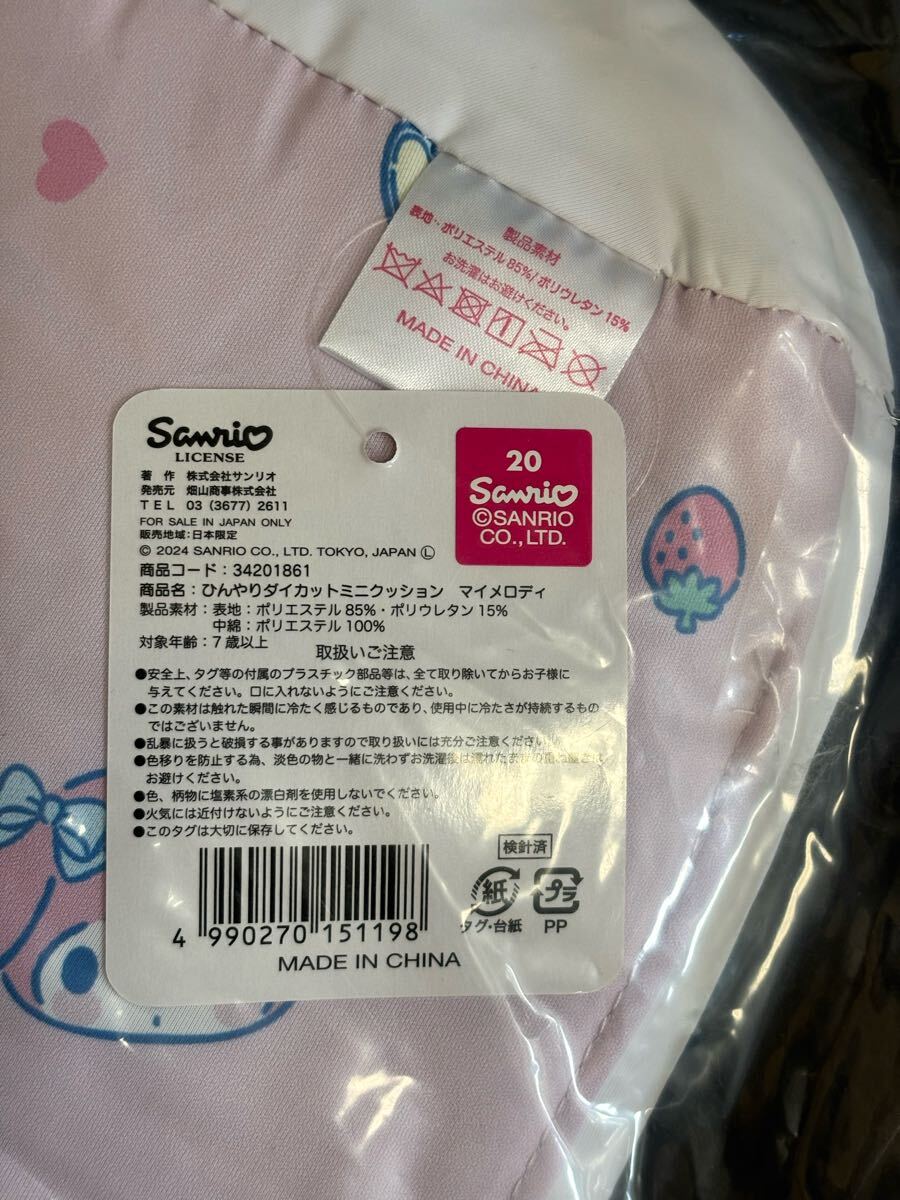 製品素材
表地:ポリエステル85%/ポリウレタン15%
お洗濯はお避けください。
MADE IN CHINA
Sanrio
LICENSE
著 作 株式会社サンリオ
発売元 畑山商事株式会社
TEL 03 (3677) 2611
FOR SALE IN JAPAN ONLY
販売地域:日本限定
© 2024 SANRIO CO., LTD. TOKYO, JAPAN Ⓛ
20
Sanrio
©SANRIO
CO.,LTD.
商品コード:34201861
商品名:ひんやりダイカットミニクッション マイメロディ
製品素材:表地:ポリエステル85%・ポリウレタン15%
中綿:ポリエステル100%
対象年齢:7歳以上
取扱いご注意
●安全上、タグ等の付属のプラスチック部品等は、全て取り除いてからお子様に
与えてください。口に入れないようにご注意ください。
●この素材は触れた瞬間に冷たく感じるものであり、使用中に冷たさが持続するもの
ではございません。
●乱暴に扱うと破損する事がありますので取り扱いには充分ご注意ください。
●色移りを防止する為、淡色の物と一緒に洗わずお洗濯後は濡れたままの
お避けください。
●色、柄物に塩素系の漂白剤を使用しないでください。
●火気には近付けないようにご注意ください。
●このタグは大切に保存してください。
検針済
紙
タグ・台紙
プラ
PP
4 990270 151198
MADE IN CHINA